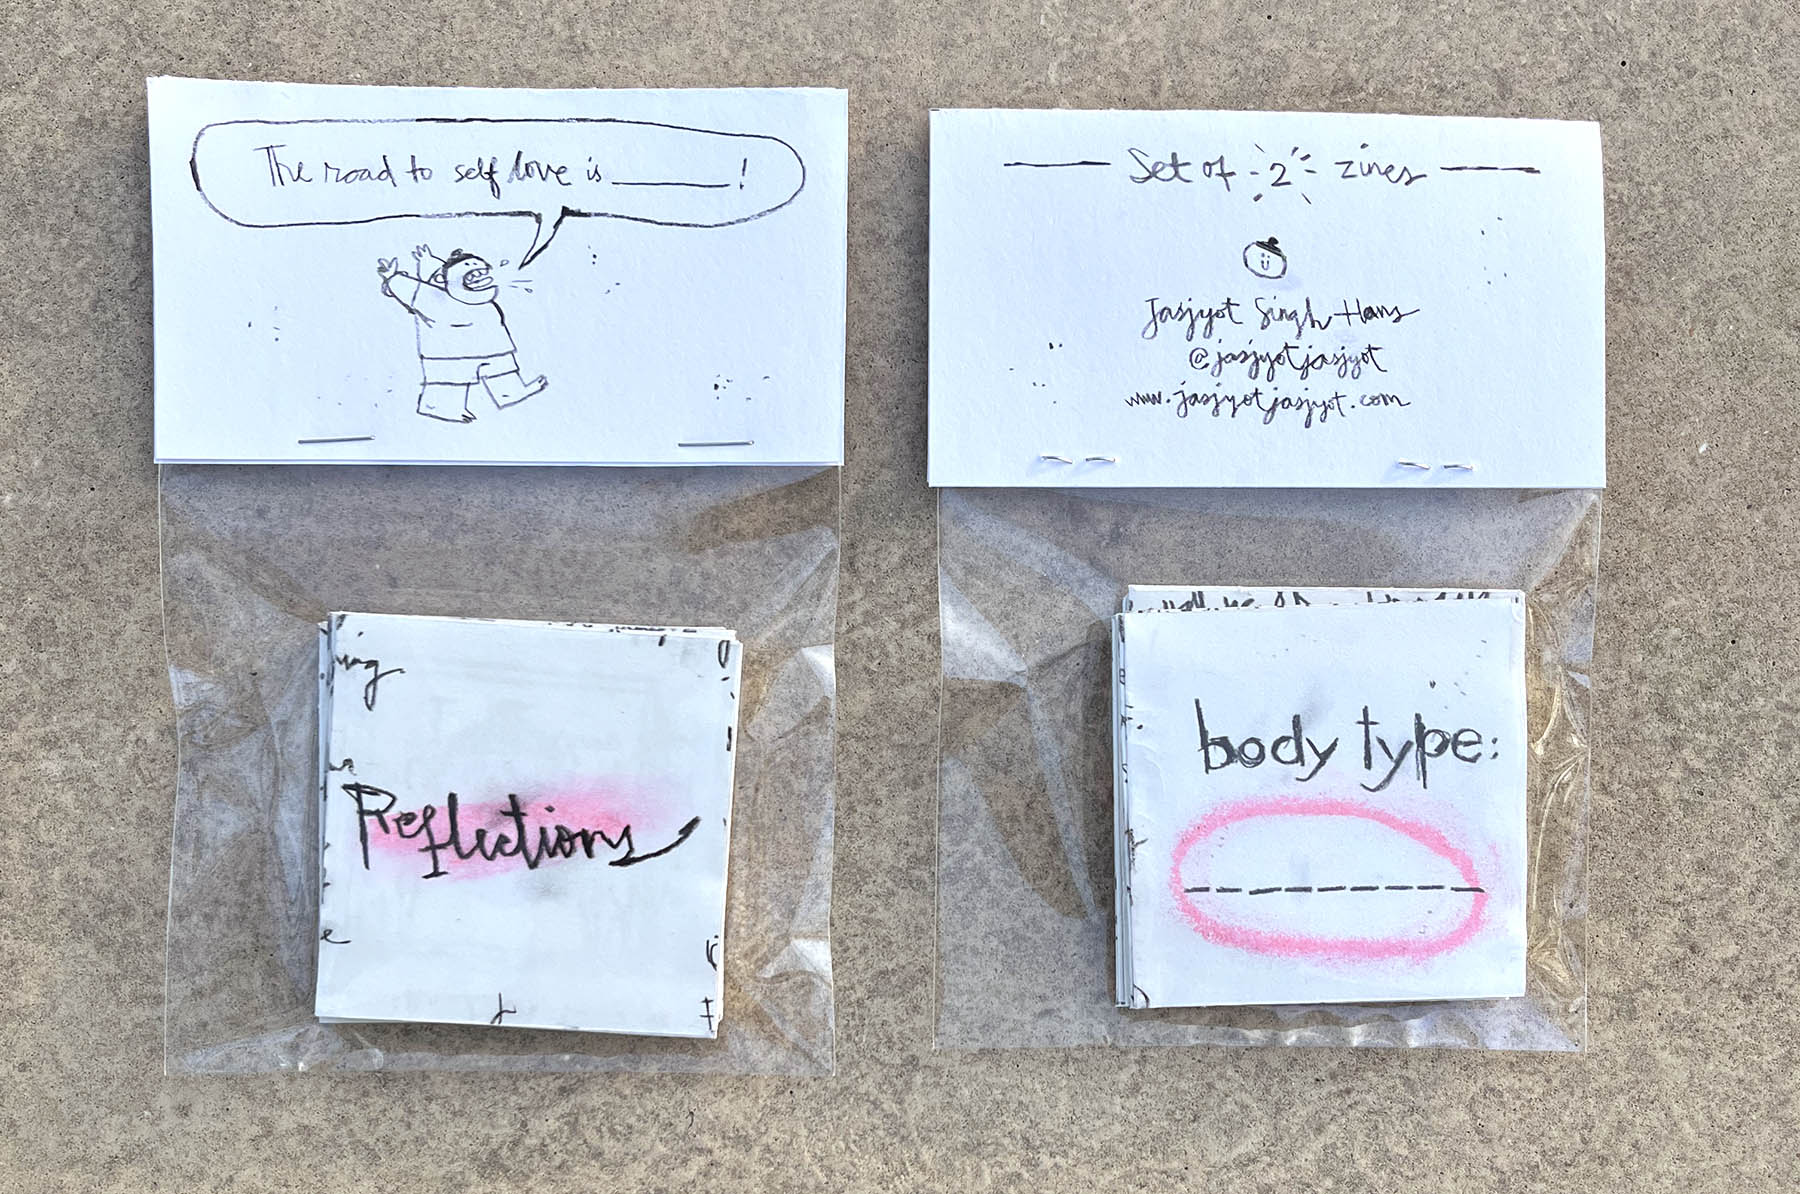 The road to self love is ______!
Set of 2 zines
Jasjyot Singh Hans
@jasjyotjasjyot
www.jasjyotjasjyot.com
Reflections
body type: